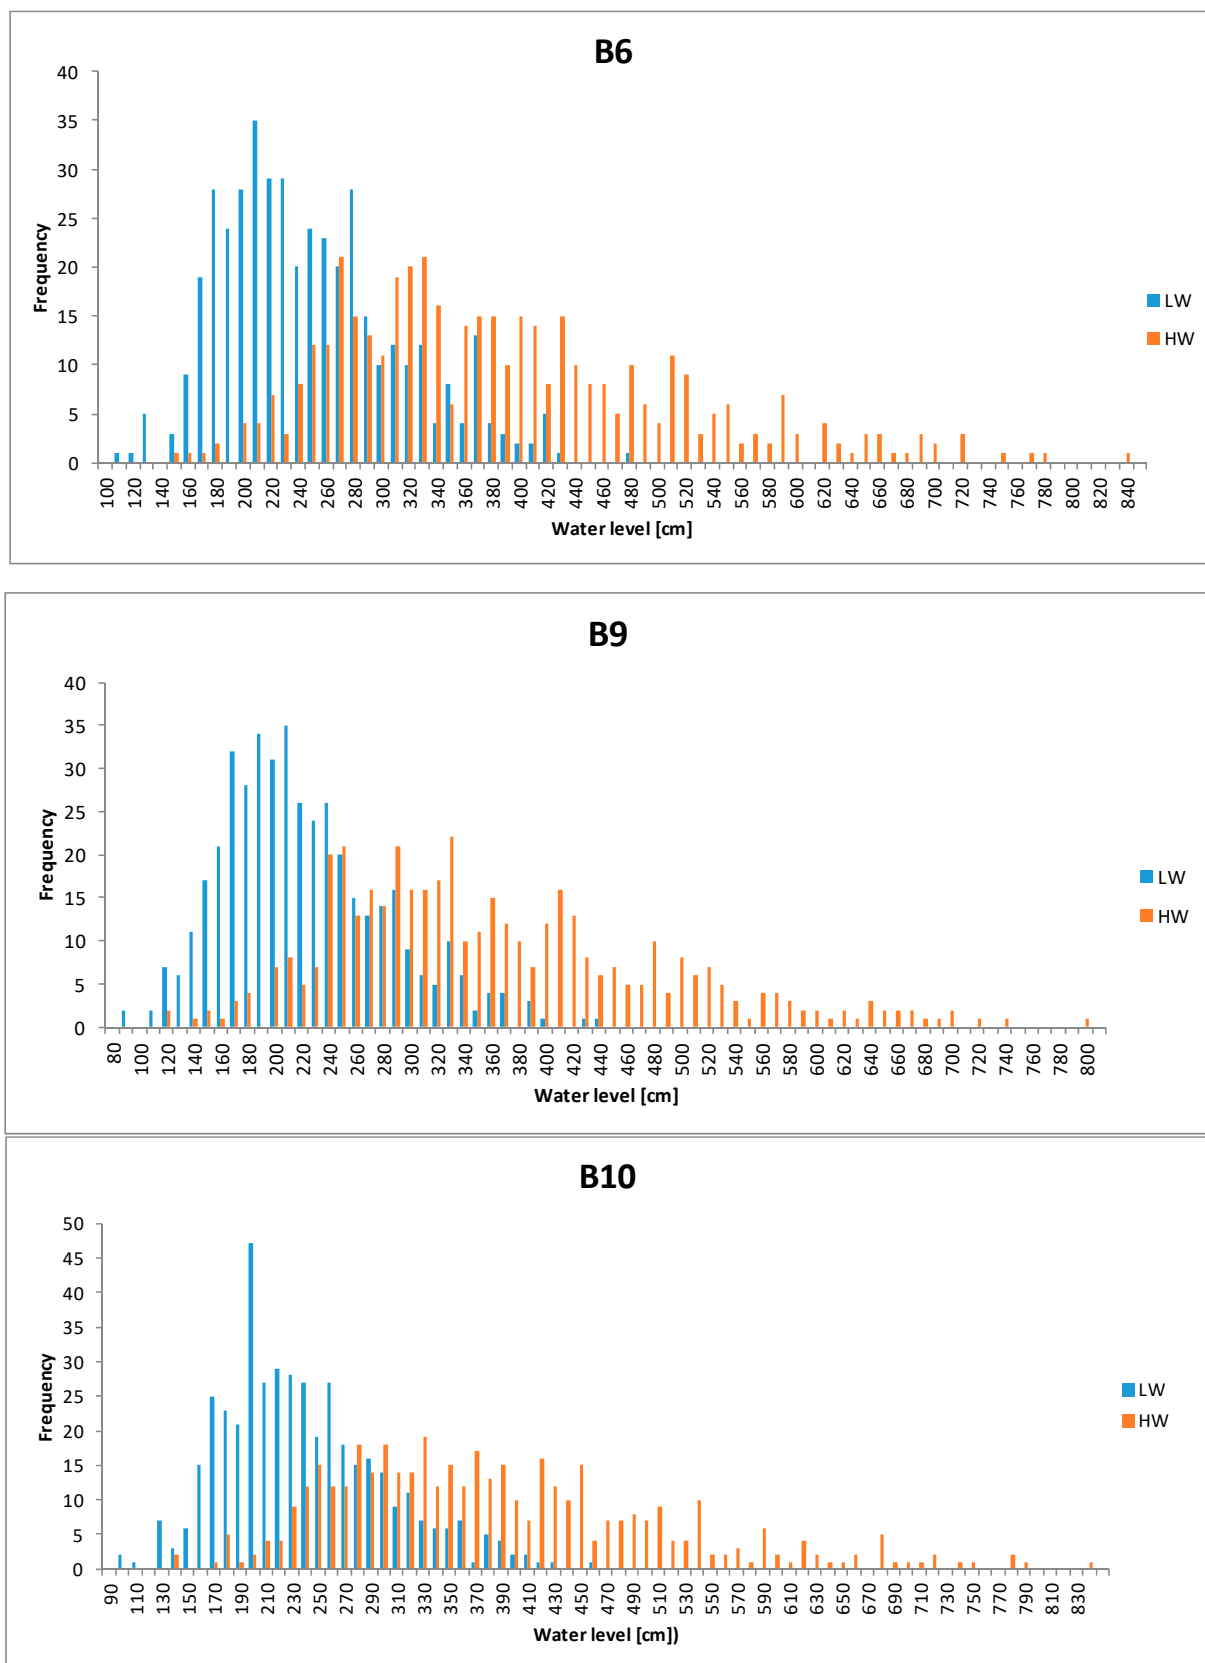 B6
40
35
30
25
20
15
10
5
0
Frequency
100 120 140 160 180 200 220 240 260 280 300 320 340 360 380 400 420 440 460 480 500 520 540 560 580 600 620 640 660 680 700 720 740 760 780 800 820 840
Water level [cm]
LW
HW
B9
40
35
30
25
20
15
10
5
0
Frequency
80 100 120 140 160 180 200 220 240 260 280 300 320 340 360 380 400 420 440 460 480 500 520 540 560 580 600 620 640 660 680 700 720 740 760 780 800
Water level [cm]
LW
HW
B10
50
45
40
35
30
25
20
15
10
5
0
Frequency
90 110 130 150 170 190 210 230 250 270 290 310 330 350 370 390 410 430 450 470 490 510 530 550 570 590 610 630 650 670 690 710 730 750 770 790 810 830
Water level [cm])
LW
HW